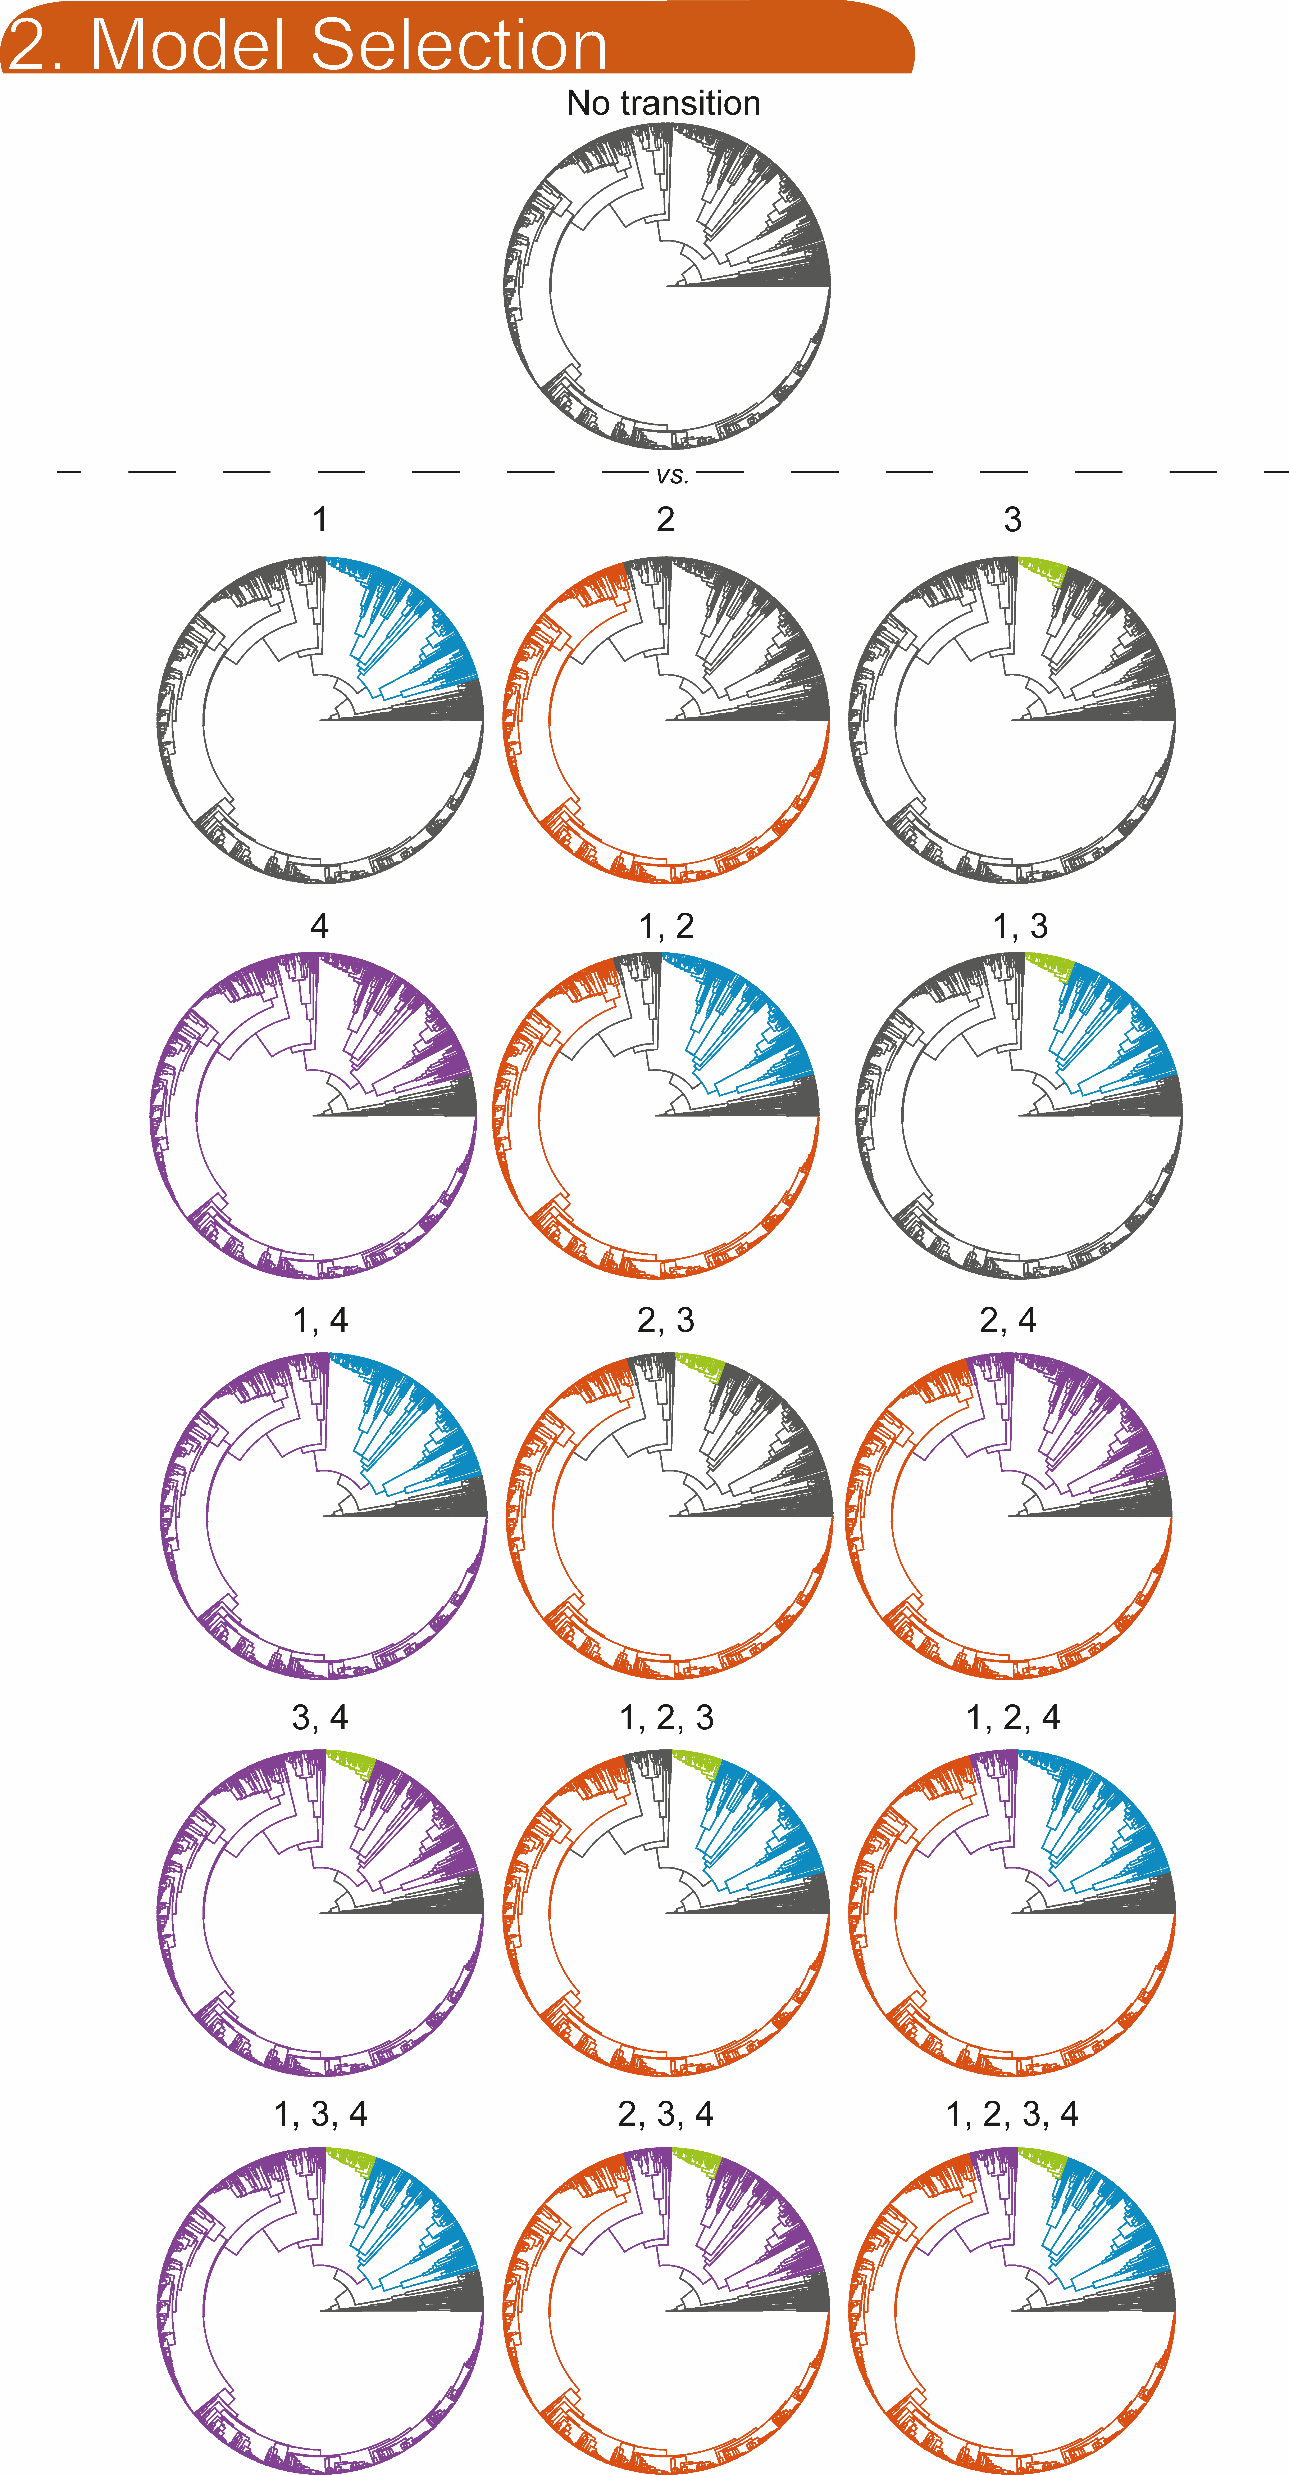 2. Model Selection
No transition
vs.
1
2
3
4
1, 2
1, 3
1, 4
2, 3
2, 4
3, 4
1, 2, 3
1, 2, 4
1, 3, 4
2, 3, 4
1, 2, 3, 4